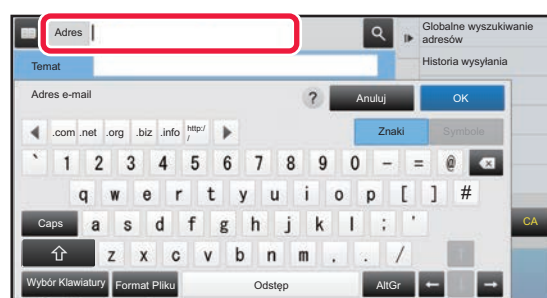 Adres
Globalne wyszukiwanie
adresów
Temat
Historia wysyłania
Adres e-mail
?
Anuluj
OK
.com .net .org .biz .info http:/
/
Znaki
Symbole
` 1 2 3 4 5 6 7 8 9 0 - = @
q w e r t y u i o p [ ] #
Caps a s d f g h j k l ; '
CA
z x c v b n m . . /
Wybór Klawiatury
Format Pliku
Odstęp
AltGr